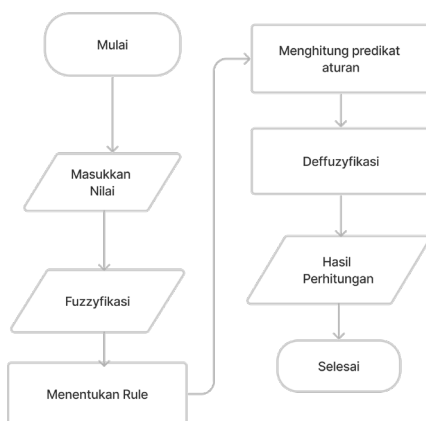 Mulai
Masukkan
Nilai
Fuzzyfikasi
Menentukan Rule
Menghitung predikat
aturan
Deffuzyfikasi
Hasil
Perhitungan
Selesai